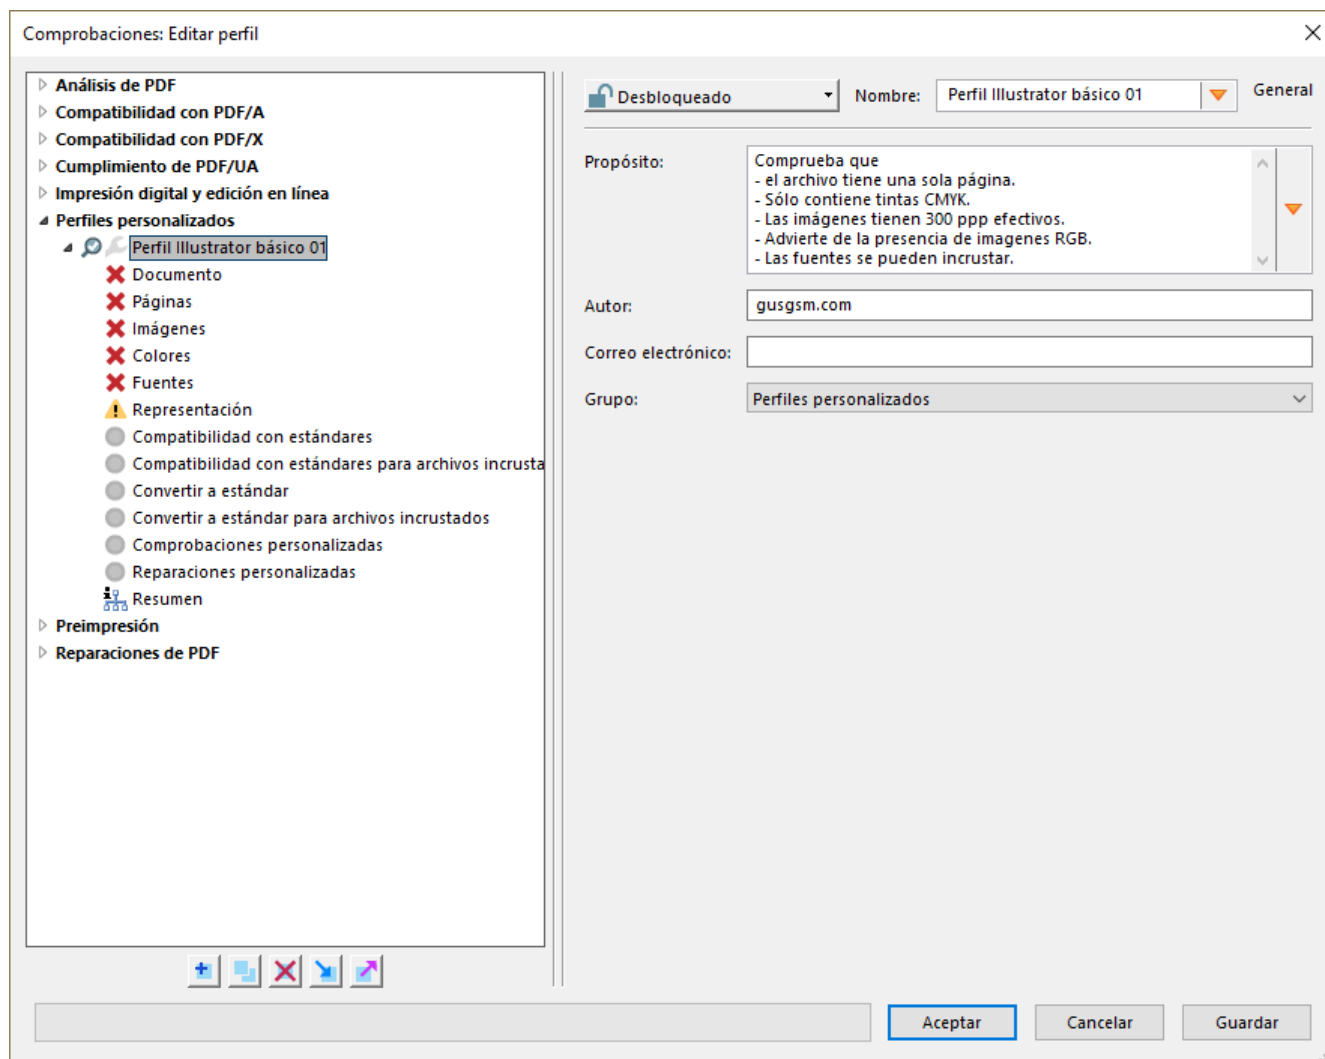 Comprobaciones: Editar perfil
Análisis de PDF
Compatibilidad con PDF/A
Compatibilidad con PDF/X
Cumplimiento de PDF/UA
Impresión digital y edición en línea
Perfiles personalizados
Perfil Illustrator básico 01
Documento
Páginas
Imágenes
Colores
Fuentes
Representación
Compatibilidad con estándares
Compatibilidad con estándares para archivos incrusta
Convertir a estándar
Convertir a estándar para archivos incrustados
Comprobaciones personalizadas
Reparaciones personalizadas
Resumen
Preimpresión
Reparaciones de PDF
Desbloqueado
Nombre:
Perfil Illustrator básico 01
General
Propósito:
Comprueba que
- el archivo tiene una sola página.
- Sólo contiene tintas CMYK.
- Las imágenes tienen 300 ppp efectivos.
- Advierte de la presencia de imagenes RGB.
- Las fuentes se pueden incrustar.
Autor:
gusgsm.com
Correo electrónico:
Grupo:
Perfiles personalizados
Aceptar
Cancelar
Guardar